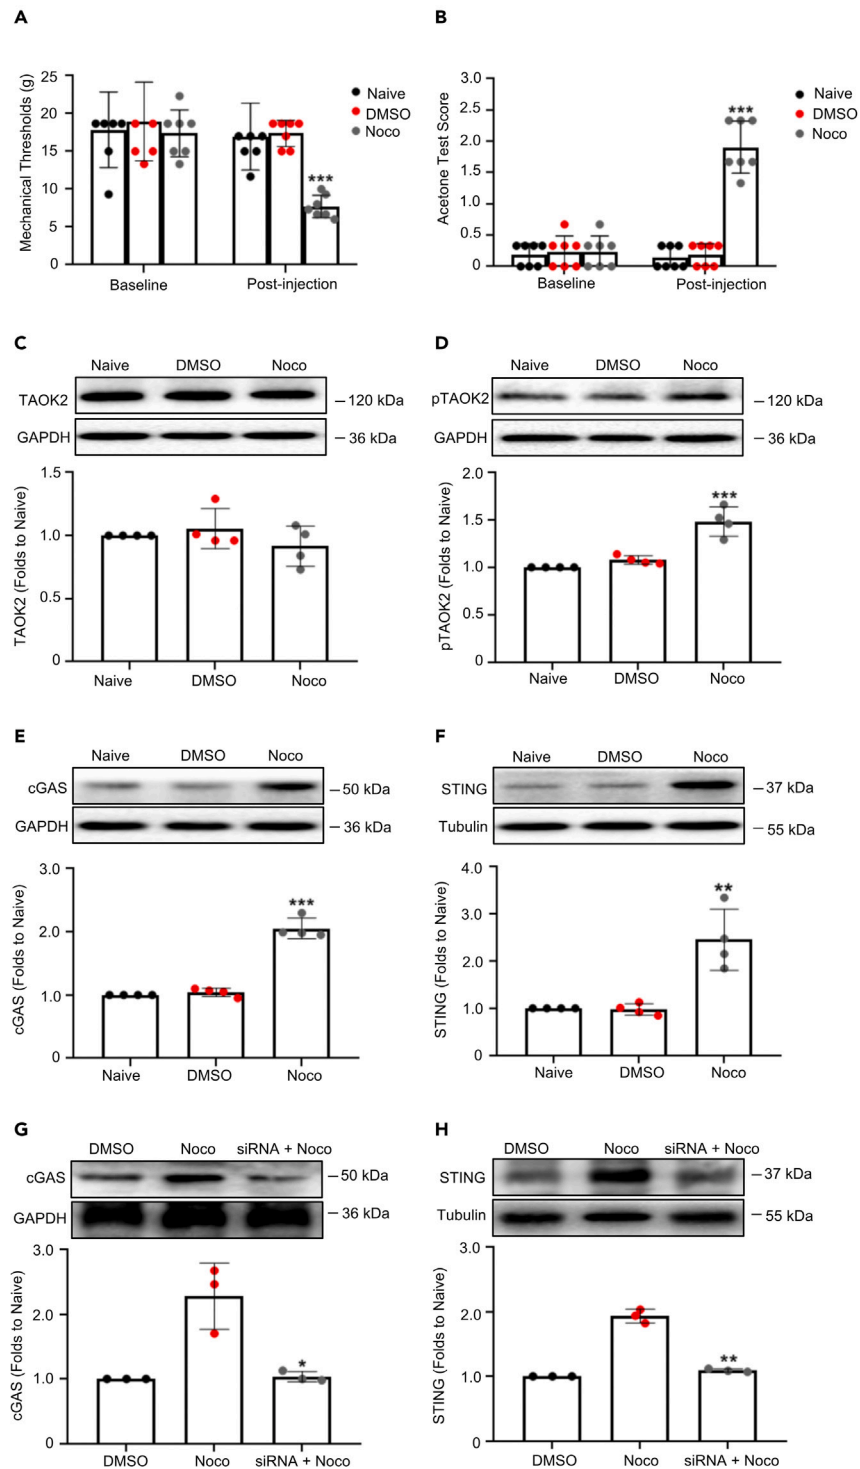 A
Mechanical Thresholds (g)
25
20
15
10
5
0
Naive
DMSO
Noco
***
Baseline
Post-injection
B
Acetone Test Score
3.0
2.5
2.0
1.5
1.0
0.5
0
Naive
DMSO
Noco
***
Baseline
Post-injection
C
Naive DMSO Noco
TAOK2
120 kDa
GAPDH
36 kDa
TAOK2 (Folds to Naive)
1.5
1.0
0.5
0
Naive DMSO Noco
D
Naive DMSO Noco
pTAOK2
120 kDa
GAPDH
36 kDa
pTAOK2 (Folds to Naive)
2.0
1.5
1.0
0.5
0
***
Naive DMSO Noco
E
Naive DMSO Noco
cGAS
50 kDa
GAPDH
36 kDa
cGAS (Folds to Naive)
3.0
2.0
1.0
0
***
Naive DMSO Noco
F
Naive DMSO Noco
STING
37 kDa
Tubulin
55 kDa
STING (Folds to Naive)
4.0
3.0
2.0
1.0
0
**
Naive DMSO Noco
G
DMSO Noco siRNA + Noco
cGAS
50 kDa
GAPDH
36 kDa
cGAS (Folds to Naive)
3.0
2.0
1.0
0
*
DMSO Noco siRNA + Noco
H
DMSO Noco siRNA + Noco
STING
37 kDa
Tubulin
55 kDa
STING (Folds to Naive)
3.0
2.0
1.0
0
**
DMSO Noco siRNA + Noco